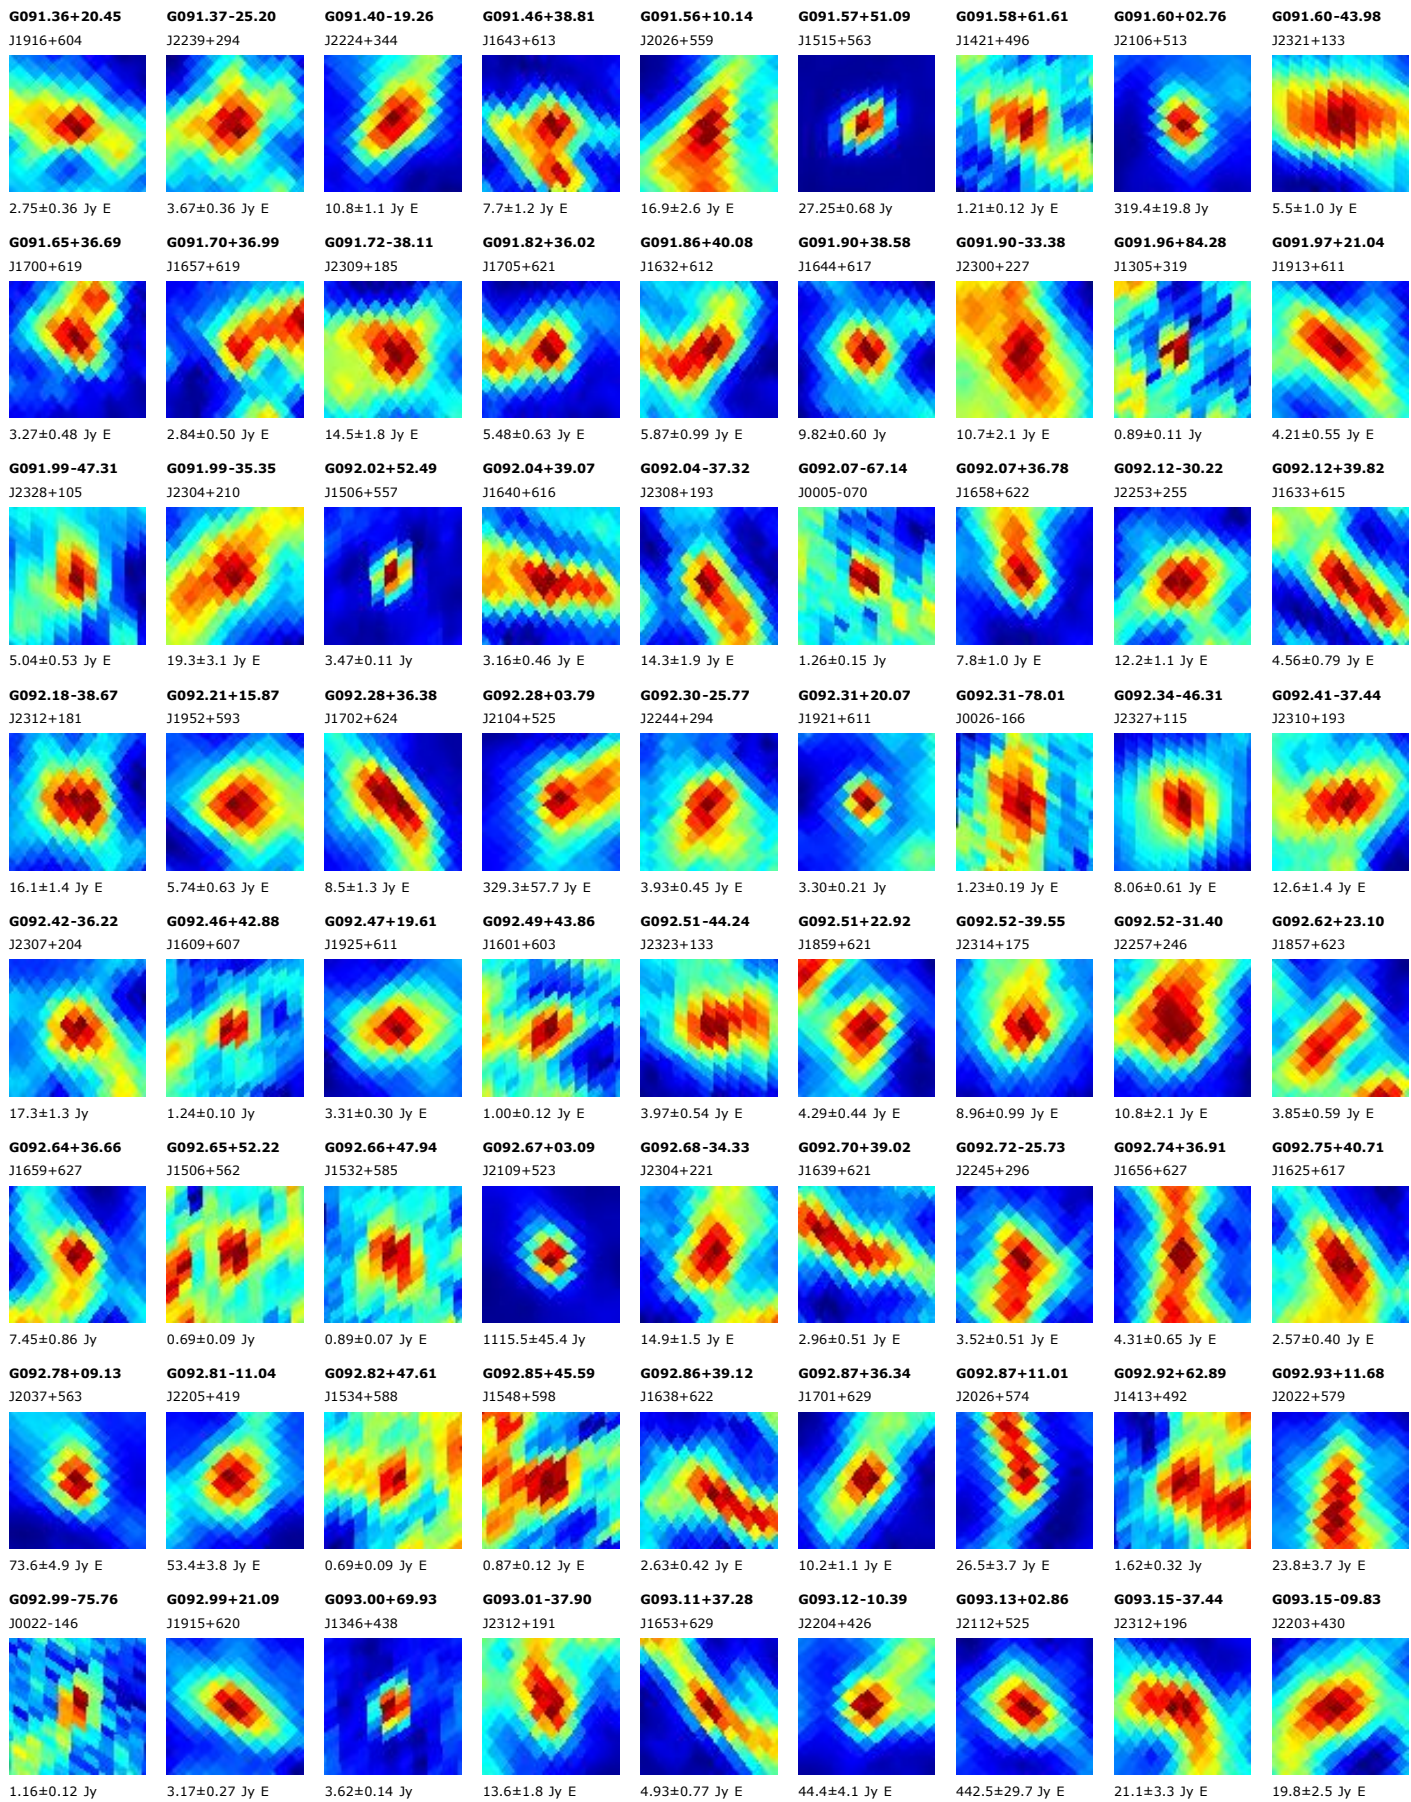 G091.36+20.45 G091.37-25.20 G091.40-19.26 G091.46+38.81 G091.56+10.14 G091.57+51.09 G091.58+61.61 G091.60+02.76 G091.60-43.98
J1916+604 J2239+294 J2224+344 J1643+613 J2026+559 J1515+563 J1421+496 J2106+513 J2321+133
2.75±0.36 Jy E 3.67±0.36 Jy E 10.8±1.1 Jy E 7.7±1.2 Jy E 16.9±2.6 Jy E 27.25±0.68 Jy 1.21±0.12 Jy E 319.4±19.8 Jy 5.5±1.0 Jy E
G091.65+36.69 G091.70+36.99 G091.72-38.11 G091.82+36.02 G091.86+40.08 G091.90+38.58 G091.90-33.38 G091.96+84.28 G091.97+21.04
J1700+619 J1657+619 J2309+185 J1705+621 J1632+612 J1644+617 J2300+227 J1305+319 J1913+611
3.27±0.48 Jy E 2.84±0.50 Jy E 14.5±1.8 Jy E 5.48±0.63 Jy E 5.87±0.99 Jy E 9.82±0.60 Jy 10.7±2.1 Jy E 0.89±0.11 Jy 4.21±0.55 Jy E
G091.99-47.31 G091.99-35.35 G092.02+52.49 G092.04+39.07 G092.04-37.32 G092.07-67.14 G092.07+36.78 G092.12-30.22 G092.12+39.82
J2328+105 J2304+210 J1506+557 J1640+616 J2308+193 J0005-070 J1658+622 J2253+255 J1633+615
5.04±0.53 Jy E 19.3±3.1 Jy E 3.47±0.11 Jy 3.16±0.46 Jy E 14.3±1.9 Jy E 1.26±0.15 Jy 7.8±1.0 Jy E 12.2±1.1 Jy E 4.56±0.79 Jy E
G092.18-38.67 G092.21+15.87 G092.28+36.38 G092.28+03.79 G092.30-25.77 G092.31+20.07 G092.31-78.01 G092.34-46.31 G092.41-37.44
J2312+181 J1952+593 J1702+624 J2104+525 J2244+294 J1921+611 J0026-166 J2327+115 J2310+193
16.1±1.4 Jy E 5.74±0.63 Jy E 8.5±1.3 Jy E 329.3±57.7 Jy E 3.93±0.45 Jy E 3.30±0.21 Jy 1.23±0.19 Jy E 8.06±0.61 Jy E 12.6±1.4 Jy E
G092.42-36.22 G092.46+42.88 G092.47+19.61 G092.49+43.86 G092.51-44.24 G092.51+22.92 G092.52-39.55 G092.52-31.40 G092.62+23.10
J2307+204 J1609+607 J1925+611 J1601+603 J2323+133 J1859+621 J2314+175 J2257+246 J1857+623
17.3±1.3 Jy 1.24±0.10 Jy 3.31±0.30 Jy E 1.00±0.12 Jy E 3.97±0.54 Jy E 4.29±0.44 Jy E 8.96±0.99 Jy E 10.8±2.1 Jy E 3.85±0.59 Jy E
G092.64+36.66 G092.65+52.22 G092.66+47.94 G092.67+03.09 G092.68-34.33 G092.70+39.02 G092.72-25.73 G092.74+36.91 G092.75+40.71
J1659+627 J1506+562 J1532+585 J2109+523 J2304+221 J1639+621 J2245+296 J1656+627 J1625+617
7.45±0.86 Jy 0.69±0.09 Jy 0.89±0.07 Jy E 1115.5±45.4 Jy 14.9±1.5 Jy E 2.96±0.51 Jy E 3.52±0.51 Jy E 4.31±0.65 Jy E 2.57±0.40 Jy E
G092.78+09.13 G092.81-11.04 G092.82+47.61 G092.85+45.59 G092.86+39.12 G092.87+36.34 G092.87+11.01 G092.92+62.89 G092.93+11.68
J2037+563 J2205+419 J1534+588 J1548+598 J1638+622 J1701+629 J2026+574 J1413+492 J2022+579
73.6±4.9 Jy E 53.4±3.8 Jy E 0.69±0.09 Jy E 0.87±0.12 Jy E 2.63±0.42 Jy E 10.2±1.1 Jy E 26.5±3.7 Jy E 1.62±0.32 Jy 23.8±3.7 Jy E
G092.99-75.76 G092.99+21.09 G093.00+69.93 G093.01-37.90 G093.11+37.28 G093.12-10.39 G093.13+02.86 G093.15-37.44 G093.15-09.83
J0022-146 J1915+620 J1346+438 J2312+191 J1653+629 J2204+426 J2112+525 J2312+196 J2203+430
1.16±0.12 Jy 3.17±0.27 Jy E 3.62±0.14 Jy 13.6±1.8 Jy E 4.93±0.77 Jy E 44.4±4.1 Jy E 442.5±29.7 Jy E 21.1±3.3 Jy E 19.8±2.5 Jy E